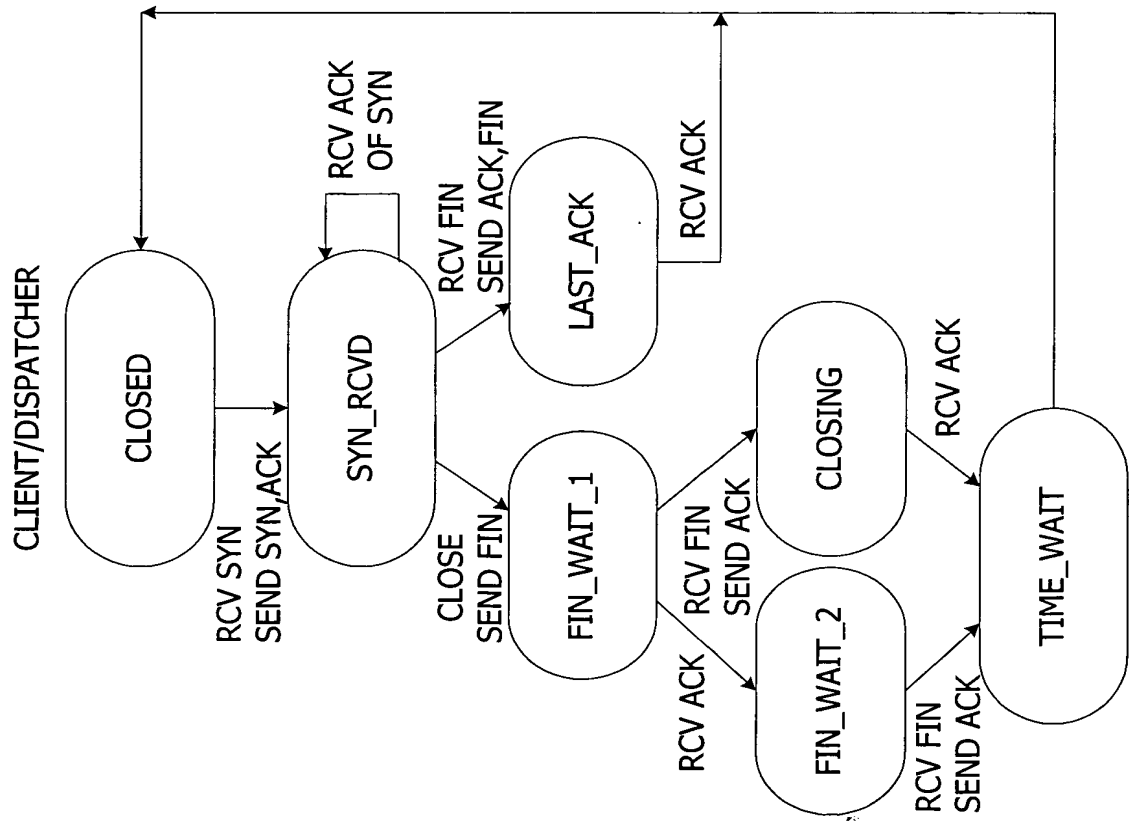 CLIENT/DISPATCHER
CLOSED
RCV SYN
SEND SYN,ACK
SYN_RCVD
RCV ACK
OF SYN
CLOSE
SEND FIN
RCV FIN
SEND ACK,FIN
FIN_WAIT_1
LAST_ACK
RCV ACK
RCV FIN
SEND ACK
RCV ACK
FIN_WAIT_2
CLOSING
RCV FIN
SEND ACK
RCV ACK
TIME_WAIT